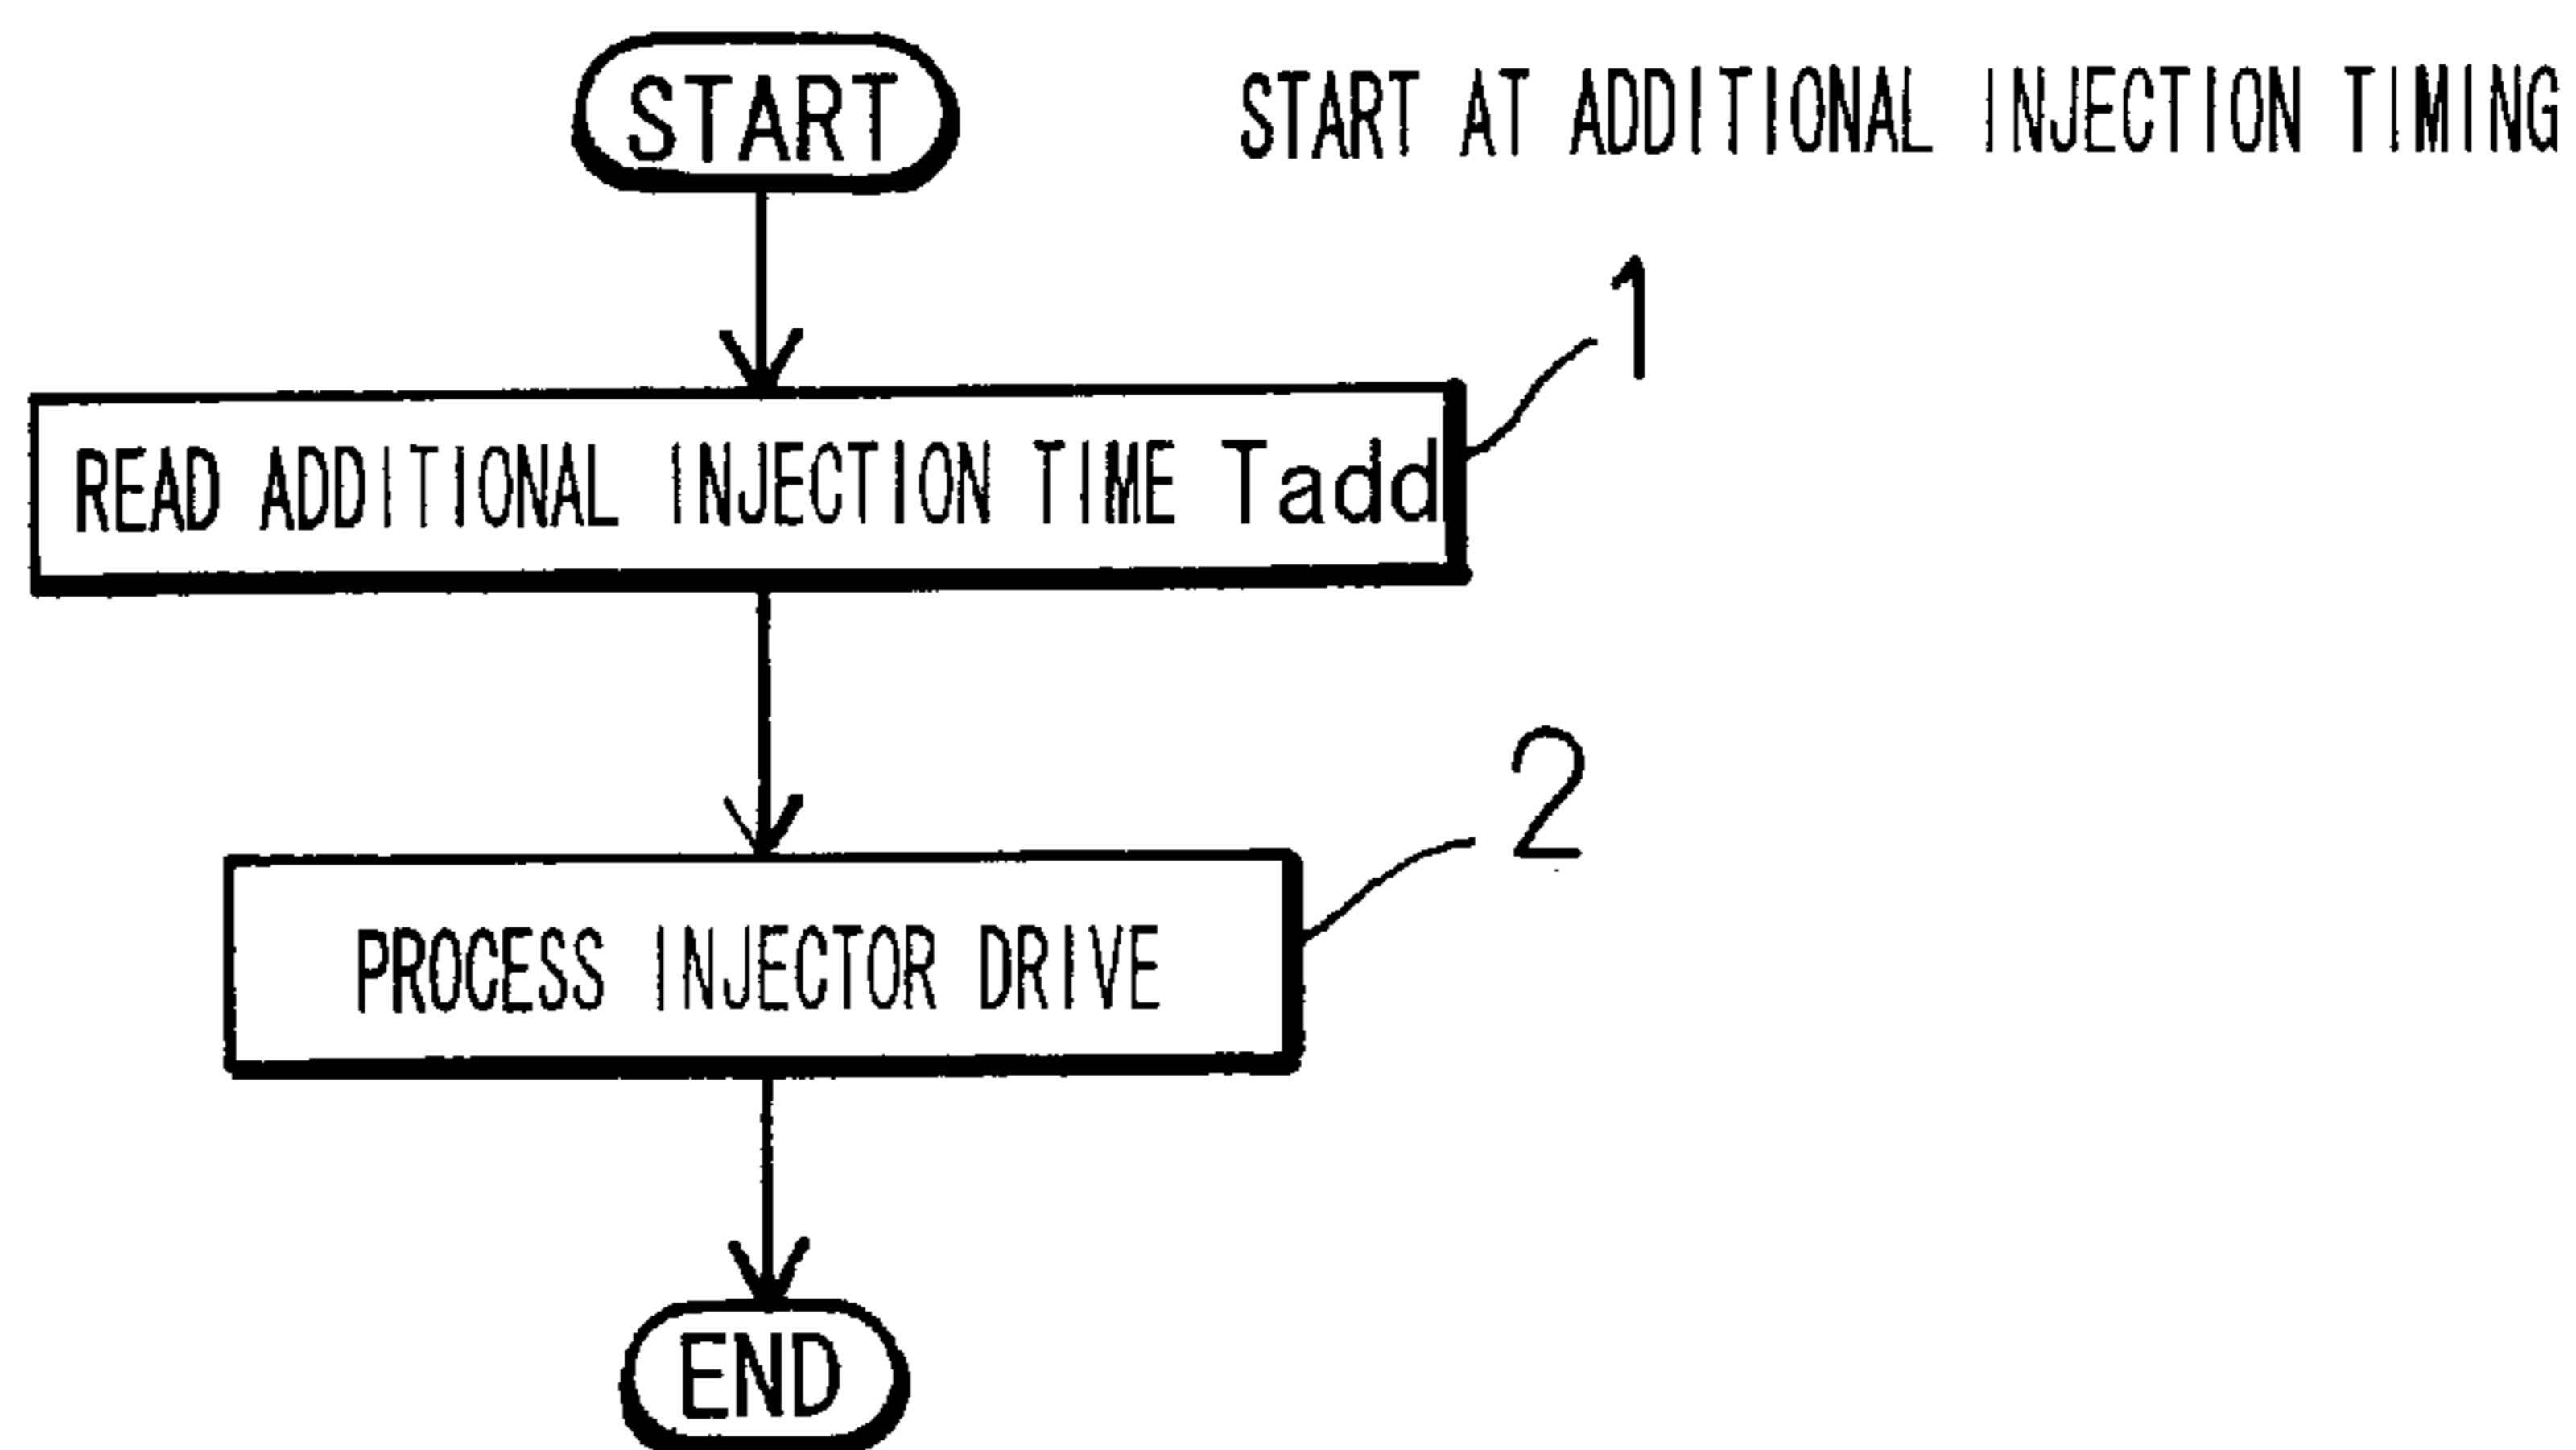 START
START AT ADDITIONAL INJECTION TIMING
1
READ ADDITIONAL INJECTION TIME Tadd
2
PROCESS INJECTOR DRIVE
END